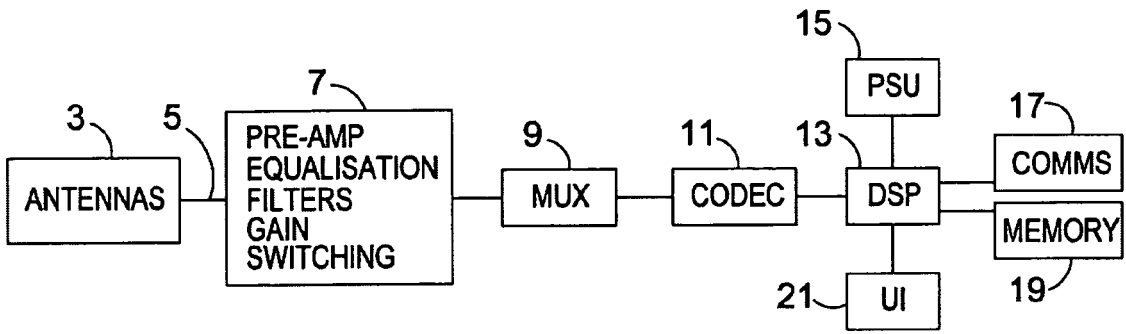 15
PSU
7
17
3
5
PRE-AMP
EQUALISATION
FILTERS
GAIN
SWITCHING
9
11
13
COMMS
ANTENNAS
MUX
CODEC
DSP
MEMORY
21
UI
19